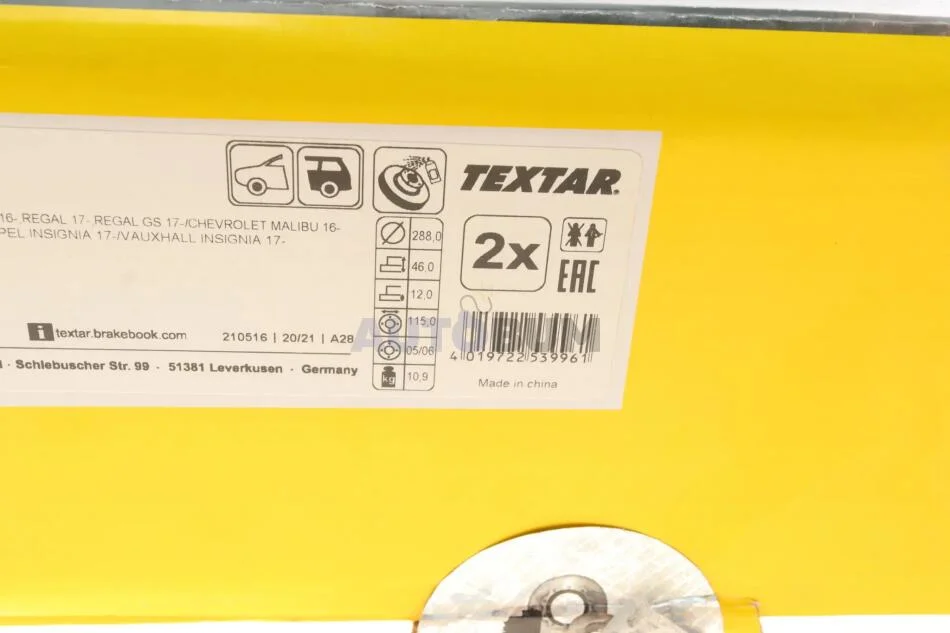 TEXTAR®
16-,REGAL 17-,REGAL GS 17-/CHEVROLET MALIBU 16-
PEL INSIGNIA 17-/VAUXHALL INSIGNIA 17-
288,0
46,0
12,0
115,0
05/06
kg 10,9
2x
EAC
i textar.brakebook.com
210516 | 20/21 | A28
· Schlebuscher Str. 99 · 51381 Leverkusen · Germany
4 019722 539961
Made in china